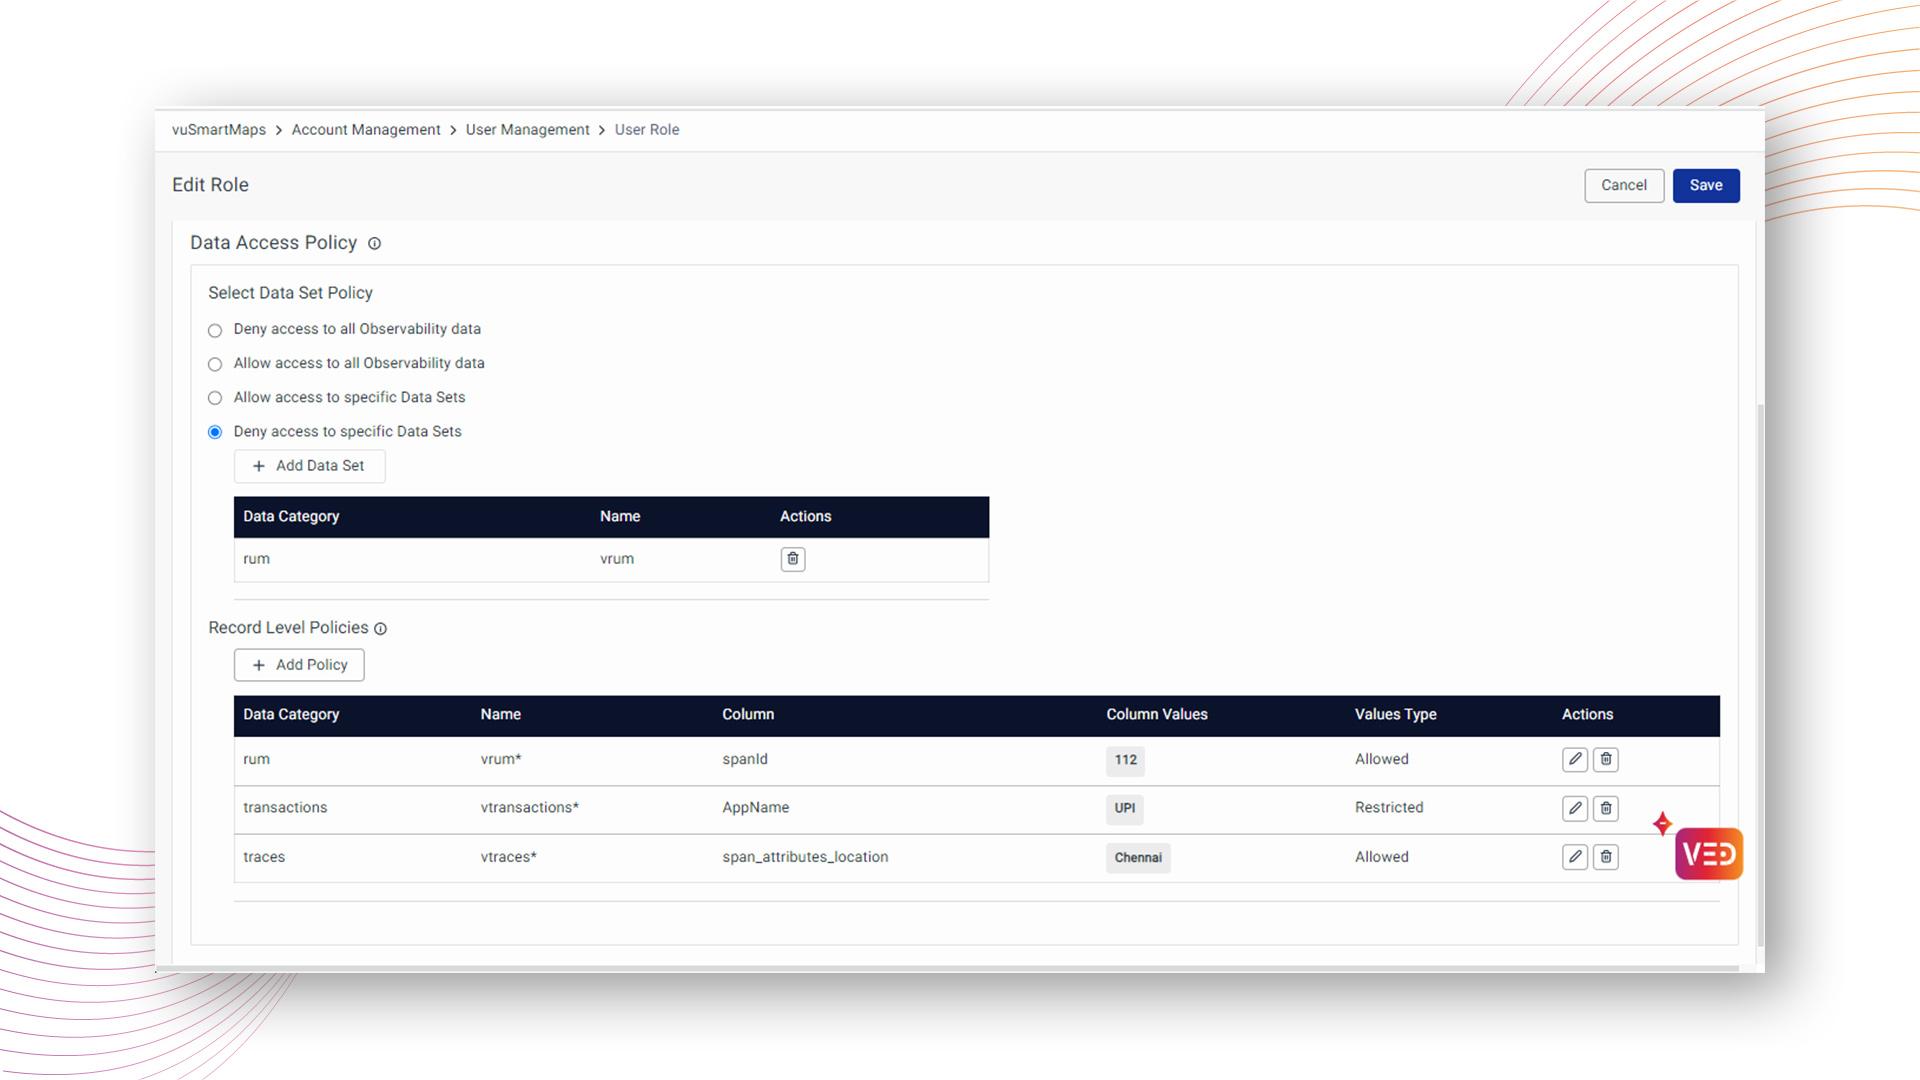 vuSmartMaps > Account Management > User Management > User Role
Edit Role
Cancel Save
Data Access Policy
Select Data Set Policy
Deny access to all Observability data
Allow access to all Observability data
Allow access to specific Data Sets
Deny access to specific Data Sets
+ Add Data Set
Data Category Name Actions
rum vrum
Record Level Policies
+ Add Policy
Data Category Name Column Column Values Values Type Actions
rum vrum* spanId 112 Allowed
transactions vtransactions* AppName UPI Restricted
traces vtraces* span_attributes_location Chennai Allowed
VED